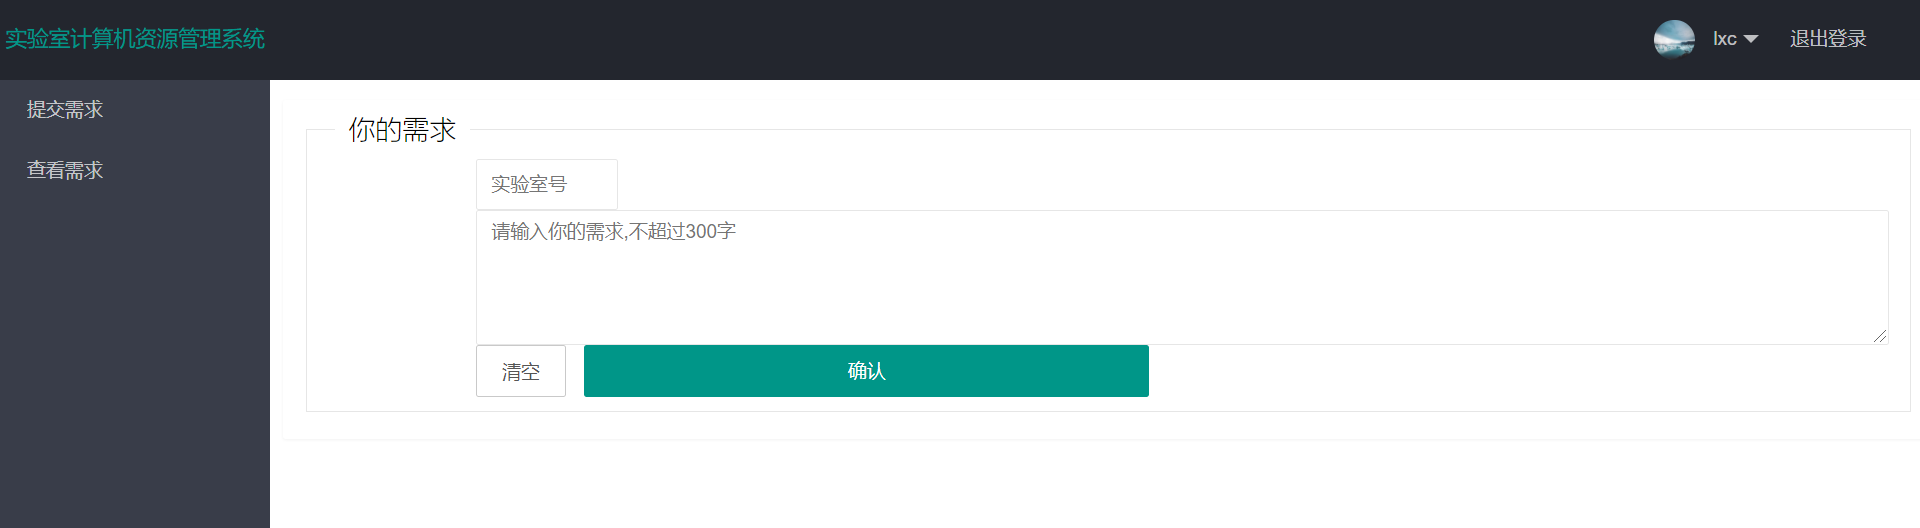 实验室计算机资源管理系统
lxc
退出登录
提交需求
查看需求
你的需求
实验室号
请输入你的需求,不超过300字
清空
确认